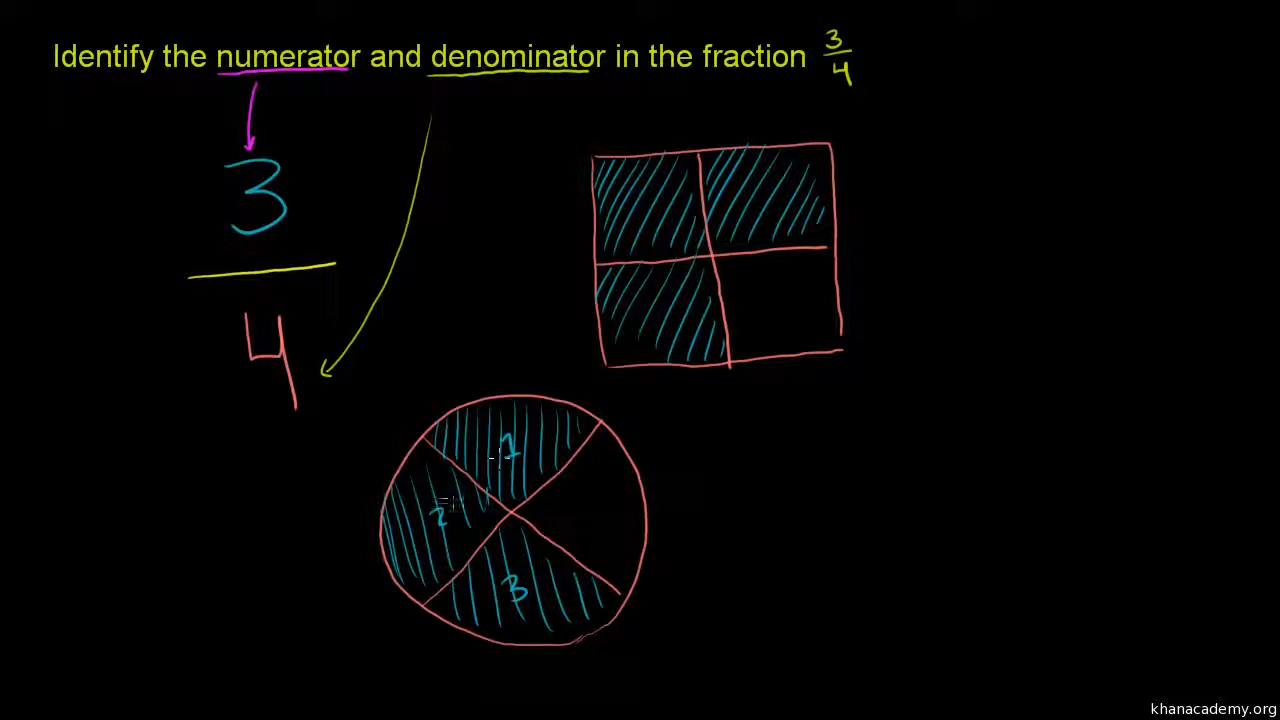 Identify the numerator and denominator in the fraction 3/4
3
4
1
2
3
khanacademy.org